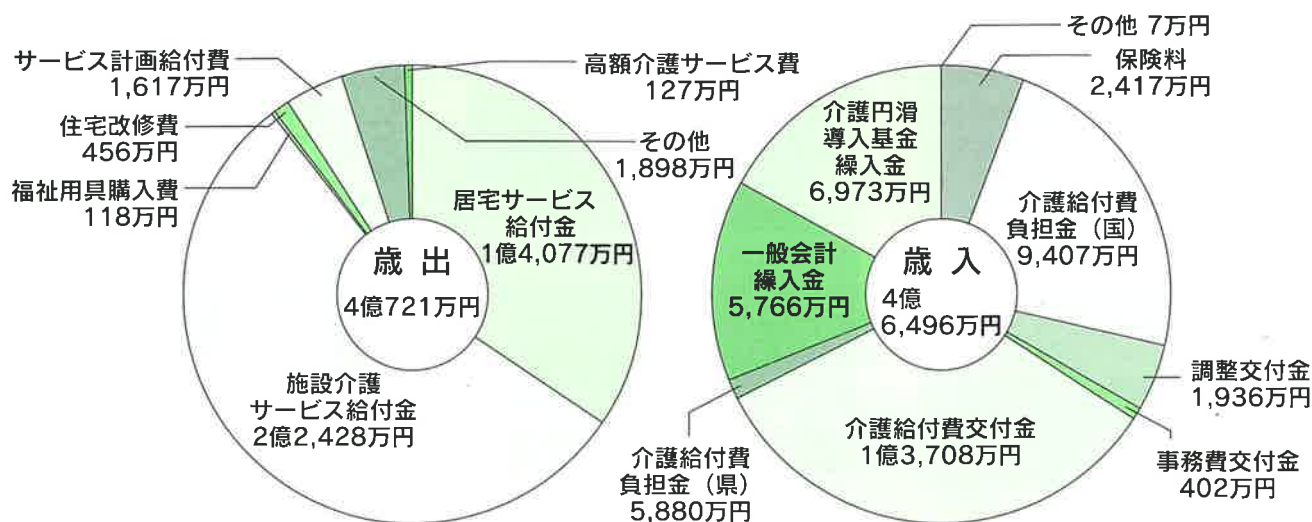 サービス計画給付費
1,617万円
住宅改修費
456万円
福祉用具購入費
118万円
高額介護サービス費
127万円
その他
1,898万円
居宅サービス
給付金
1億4,077万円
歳 出
4億721万円
施設介護
サービス給付金
2億2,428万円
その他 7万円
保険料
2,417万円
介護円滑
導入基金
繰入金
6,973万円
介護給付費
負担金（国）
9,407万円
一般会計
繰入金
5,766万円
歳 入
4億
6,496万円
調整交付金
1,936万円
介護給付費交付金
1億3,708万円
事務費交付金
402万円
介護給付費
負担金（県）
5,880万円